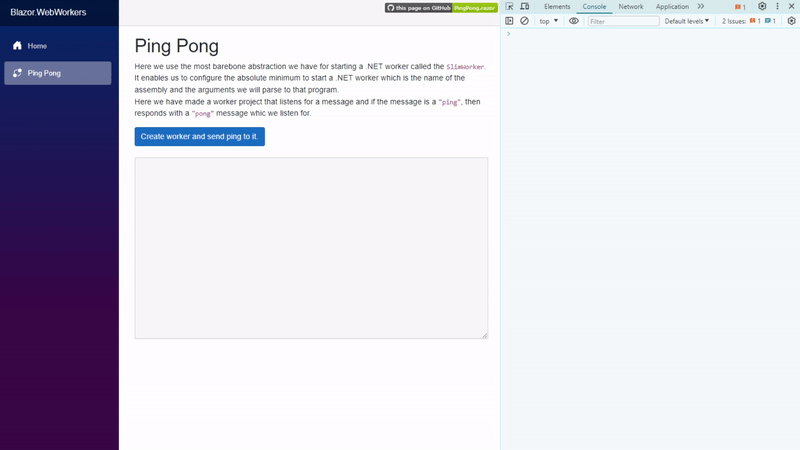 Blazor.WebWorkers
Home
Ping Pong
this page on GitHub PingPong.razor
Ping Pong
Here we use the most barebone abstraction we have for starting a .NET worker called the SlimWorker.
It enables us to configure the absolute minimum to start a .NET worker which is the name of the
assembly and the arguments we will parse to that program.
Here we have made a worker project that listens for a message and if the message is a "ping", then
responds with a "pong" message whic we listen for.
Create worker and send ping to it.
Elements Console Network Application 1
top Filter Default levels 2 Issues: 1 1